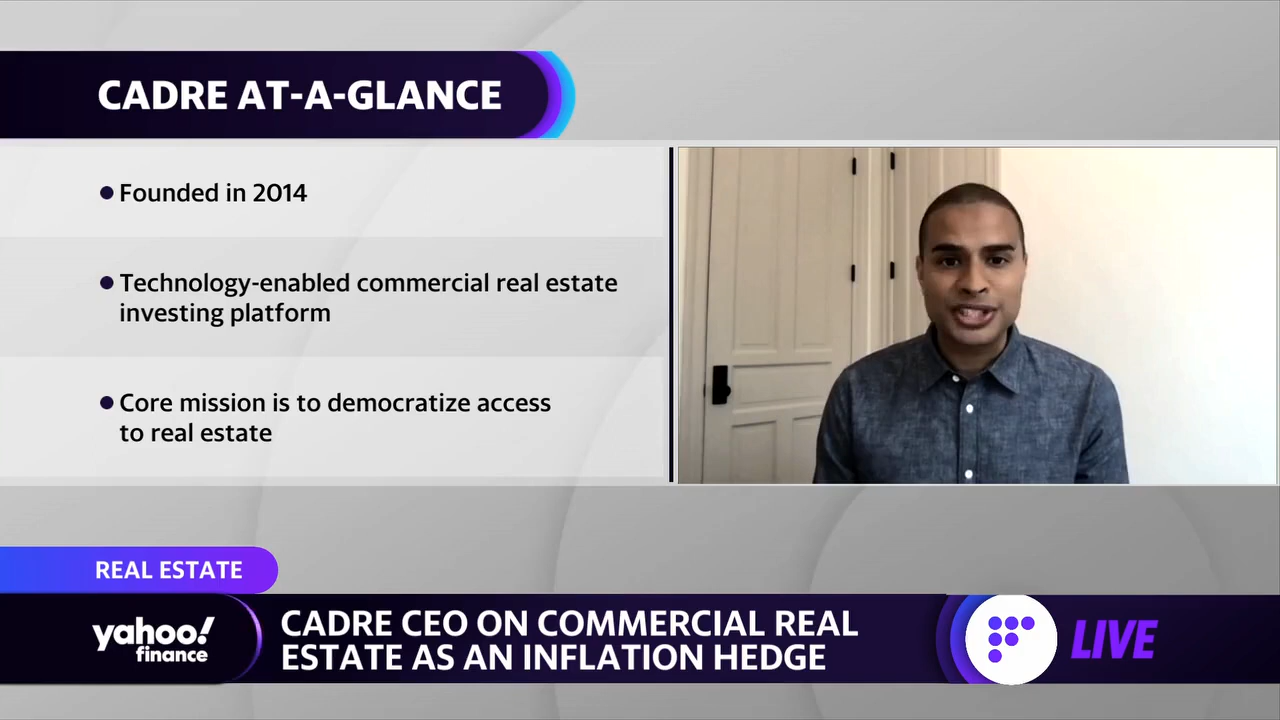 CADRE AT-A-GLANCE
Founded in 2014
Technology-enabled commercial real estate
investing platform
Core mission is to democratize access
to real estate
REAL ESTATE
yahoo!
finance
CADRE CEO ON COMMERCIAL REAL
ESTATE AS AN INFLATION HEDGE
LIVE